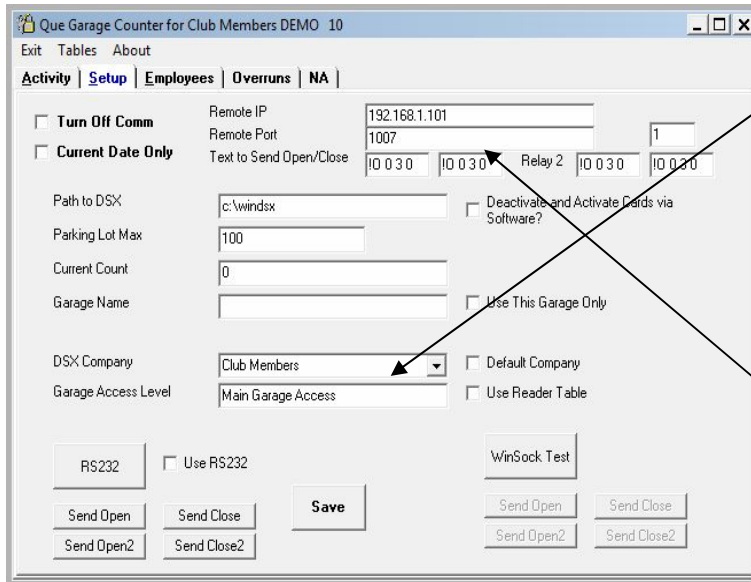 Que Garage Counter for Club Members DEMO 10
Exit Tables About
Activity Setup Employees Overruns NA
Turn Off Comm
Current Date Only
Remote IP 192.168.1.101
Remote Port 1007 1
Text to Send Open/Close !0 0 3 0 !0 0 3 0 Relay 2 !0 0 3 0 !0 0 3 0
Path to DSX c:\windsx
Deactivate and Activate Cards via
Software?
Parking Lot Max 100
Current Count 0
Garage Name Use This Garage Only
DSX Company Club Members Default Company
Garage Access Level Main Garage Access Use Reader Table
RS232 Use RS232 WinSock Test
Save
Send Open Send Close Send Open Send Close
Send Open2 Send Close2 Send Open2 Send Close2